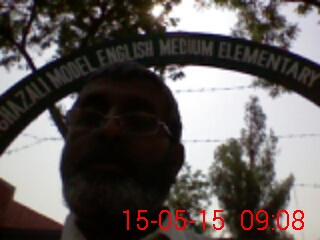 GHAZALI MODEL ENGLISH MEDIUM ELEMENTARY
15-05-15 09:08